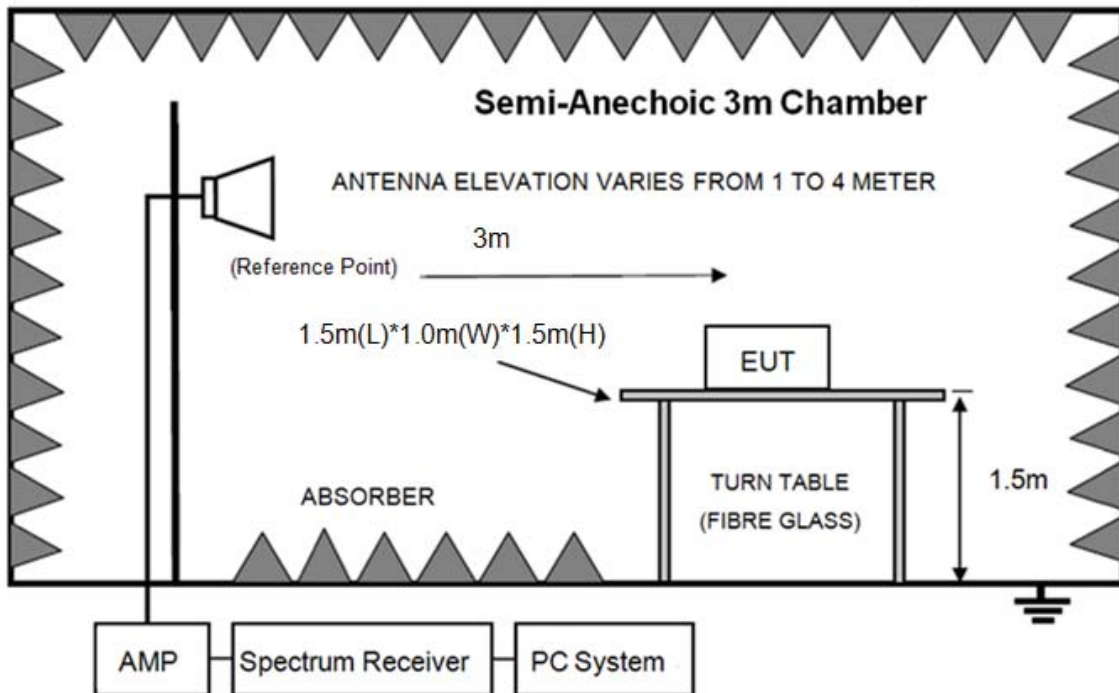 Semi-Anechoic 3m Chamber
ANTENNA ELEVATION VARIES FROM 1 TO 4 METER
3m
(Reference Point)
1.5m(L)*1.0m(W)*1.5m(H)
EUT
ABSORBER
TURN TABLE
(FIBRE GLASS)
1.5m
AMP
Spectrum Receiver
PC System